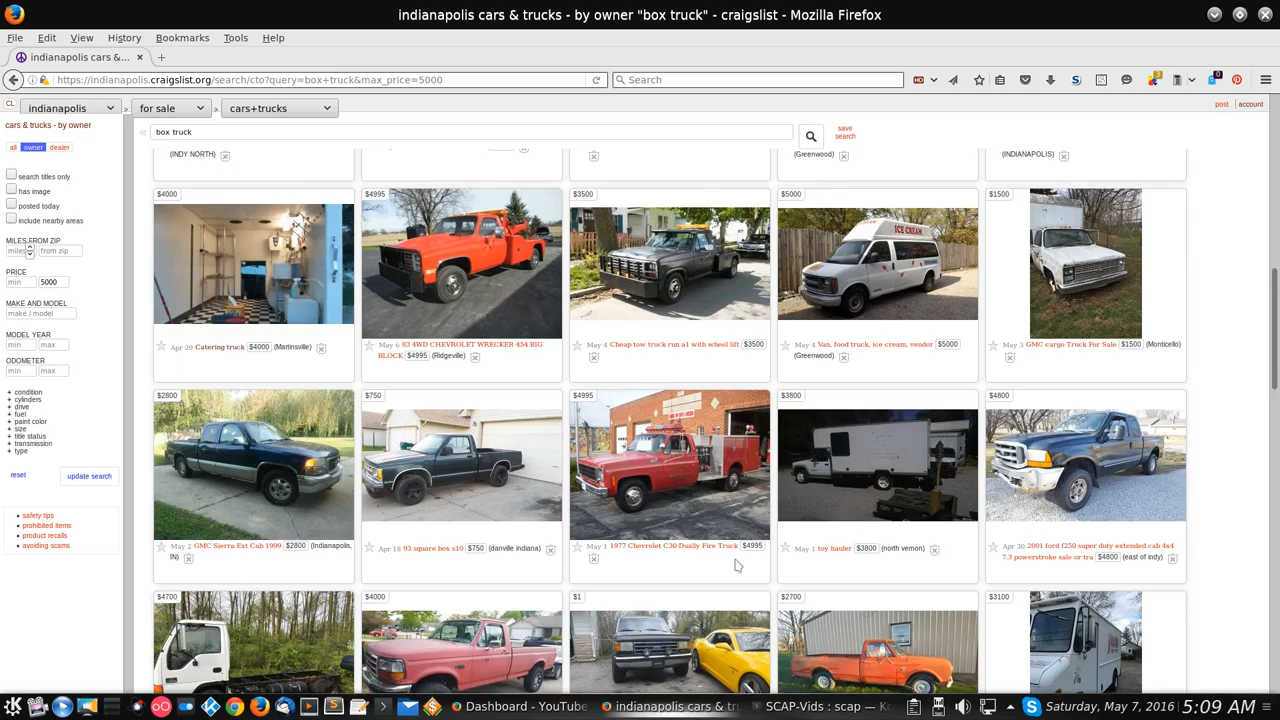 indianapolis cars & trucks - by owner "box truck" - craigslist - Mozilla Firefox
File Edit View History Bookmarks Tools Help
indianapolis cars &...
https://indianapolis.craigslist.org/search/cto?query=box+truck&max_price=5000
Search
CL indianapolis > for sale > cars+trucks
post account
cars & trucks - by owner
all owner dealer
search titles only
has image
posted today
include nearby areas
MILES FROM ZIP
miles from zip
PRICE
min 5000
MAKE AND MODEL
make / model
MODEL YEAR
min max
ODOMETER
min max
+ condition
+ cylinders
+ drive
+ fuel
+ paint color
+ size
+ title status
+ transmission
+ type
reset update search
safety tips
prohibited items
product recalls
avoiding scams
« box truck
save search
(INDY NORTH)
(Greenwood)
(INDIANAPOLIS)
$4000
Apr 29 Catering truck $4000 (Martinsville)
$4995
May 6 83 4WD CHEVROLET WRECKER 454 BIG
BLOCK $4995 (Ridgeville)
$3500
May 4 Cheap tow truck run a1 with wheel lift $3500
$5000
ICE CREAM
May 4 Van, food truck, ice cream, vendor $5000
(Greenwood)
$1500
May 3 GMC cargo Truck For Sale $1500 (Monticello)
$2800
May 2 GMC Sierra Ext Cab 1999 $2800 (Indianapolis,
IN)
$750
Apr 18 93 square box s10 $750 (danville indiana)
$4995
May 1 1977 Chevrolet C30 Dually Fire Truck $4995
$3800
May 1 toy hauler $3800 (north vernon)
$4800
Apr 30 2001 ford f250 super duty extended cab 4x4
7.3 powerstroke sale or tra $4800 (east of indy)
$4700
$4000
$1
$2700
$3100
Dashboard - YouTube
indianapolis cars & tru
SCAP-Vids : scap — Ko
Saturday, May 7, 2016 5:09 AM